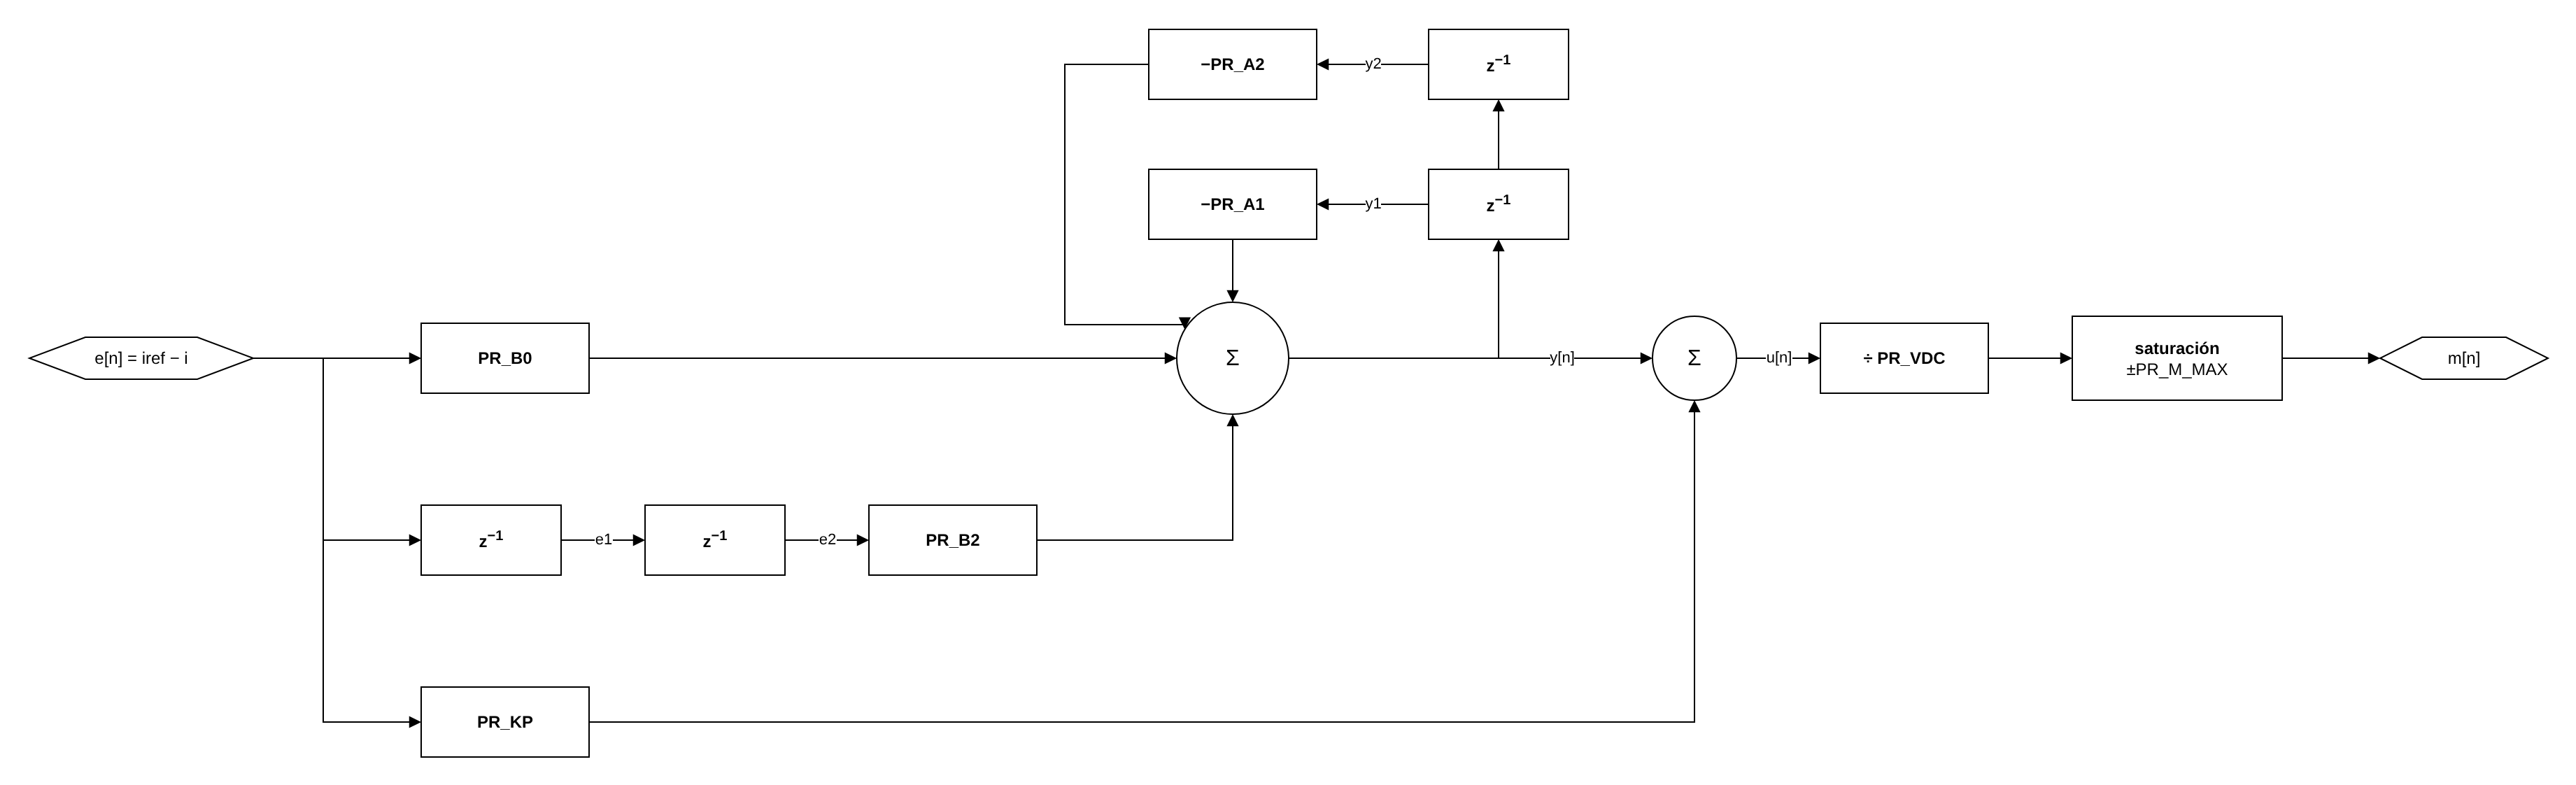 −PR_A2
y2
z−1
−PR_A1
y1
z−1
e[n] = iref − i
PR_B0
Σ
y[n]
Σ
u[n]
÷ PR_VDC
saturación
±PR_M_MAX
m[n]
z−1
e1
z−1
e2
PR_B2
PR_KP